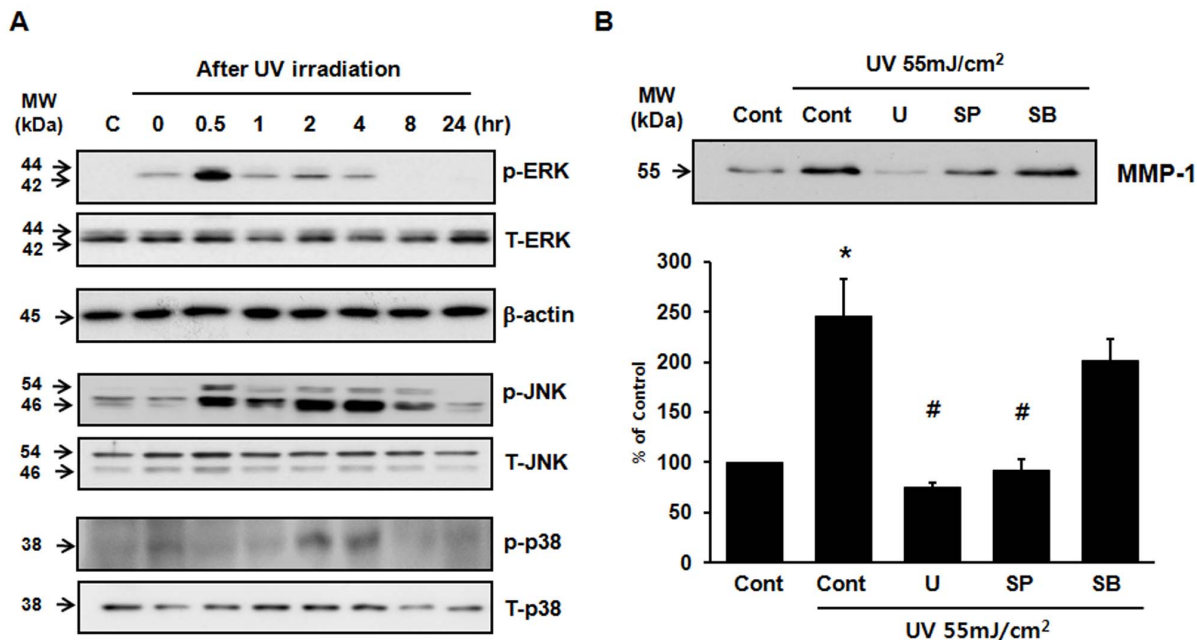 A
After UV irradiation
MW
(kDa)
C 0 0.5 1 2 4 8 24 (hr)
44
42
p-ERK
44
42
T-ERK
45
β-actin
54
46
p-JNK
54
46
T-JNK
38
p-p38
38
T-p38
B
UV 55mJ/cm²
MW
(kDa)
Cont Cont U SP SB
55
MMP-1
% of Control
300
250
200
150
100
50
0
*
#
#
Cont Cont U SP SB
UV 55mJ/cm²